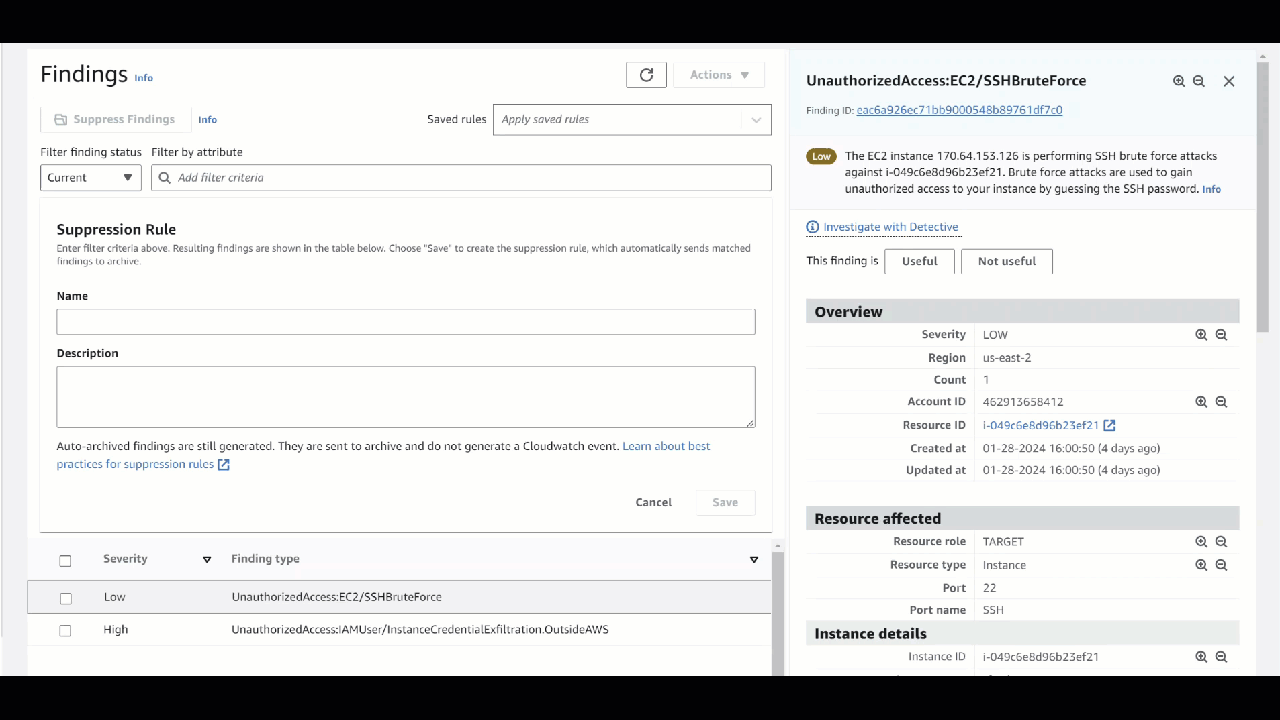 Findings Info
Actions
Suppress Findings Info
Saved rules Apply saved rules
Filter finding status Filter by attribute
Current Add filter criteria
Suppression Rule
Enter filter criteria above. Resulting findings are shown in the table below. Choose "Save" to create the suppression rule, which automatically sends matched
findings to archive.
Name
Description
Auto-archived findings are still generated. They are sent to archive and do not generate a Cloudwatch event. Learn about best
practices for suppression rules
Cancel Save
Severity Finding type
Low UnauthorizedAccess:EC2/SSHBruteForce
High UnauthorizedAccess:IAMUser/InstanceCredentialExfiltration.OutsideAWS
UnauthorizedAccess:EC2/SSHBruteForce
Finding ID: eac6a926ec71bb9000548b89761df7c0
Low The EC2 instance 170.64.153.126 is performing SSH brute force attacks
against i-049c6e8d96b23ef21. Brute force attacks are used to gain
unauthorized access to your instance by guessing the SSH password. Info
Investigate with Detective
This finding is Useful Not useful
Overview
Severity LOW
Region us-east-2
Count 1
Account ID 462913658412
Resource ID i-049c6e8d96b23ef21
Created at 01-28-2024 16:00:50 (4 days ago)
Updated at 01-28-2024 16:00:50 (4 days ago)
Resource affected
Resource role TARGET
Resource type Instance
Port 22
Port name SSH
Instance details
Instance ID i-049c6e8d96b23ef21